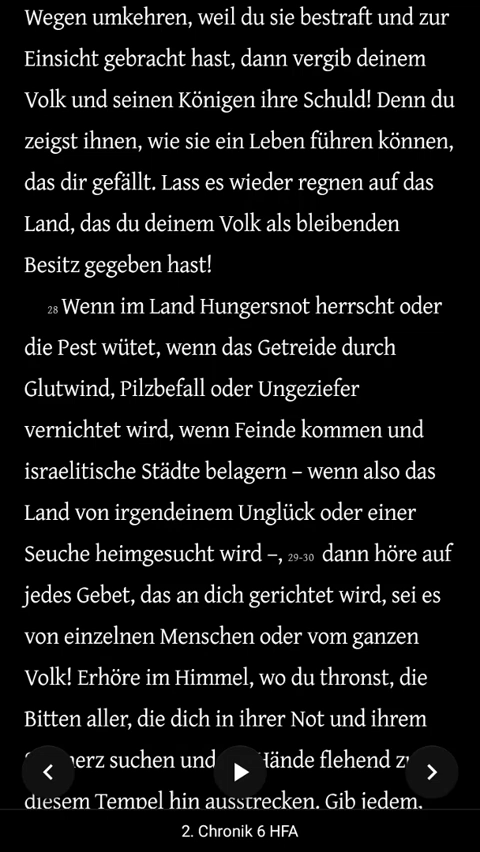 Wegen umkehren, weil du sie bestraft und zur
Einsicht gebracht hast, dann vergib deinem
Volk und seinen Königen ihre Schuld! Denn du
zeigst ihnen, wie sie ein Leben führen können,
das dir gefällt. Lass es wieder regnen auf das
Land, das du deinem Volk als bleibenden
Besitz gegeben hast!
28 Wenn im Land Hungersnot herrscht oder
die Pest wütet, wenn das Getreide durch
Glutwind, Pilzbefall oder Ungeziefer
vernichtet wird, wenn Feinde kommen und
israelitische Städte belagern – wenn also das
Land von irgendeinem Unglück oder einer
Seuche heimgesucht wird –, 29-30 dann höre auf
jedes Gebet, das an dich gerichtet wird, sei es
von einzelnen Menschen oder vom ganzen
Volk! Erhöre im Himmel, wo du thronst, die
Bitten aller, die dich in ihrer Not und ihrem
suchen und Hände flehend
diesem Tempel hin ausstrecken. Gib jedem,
2. Chronik 6 HFA